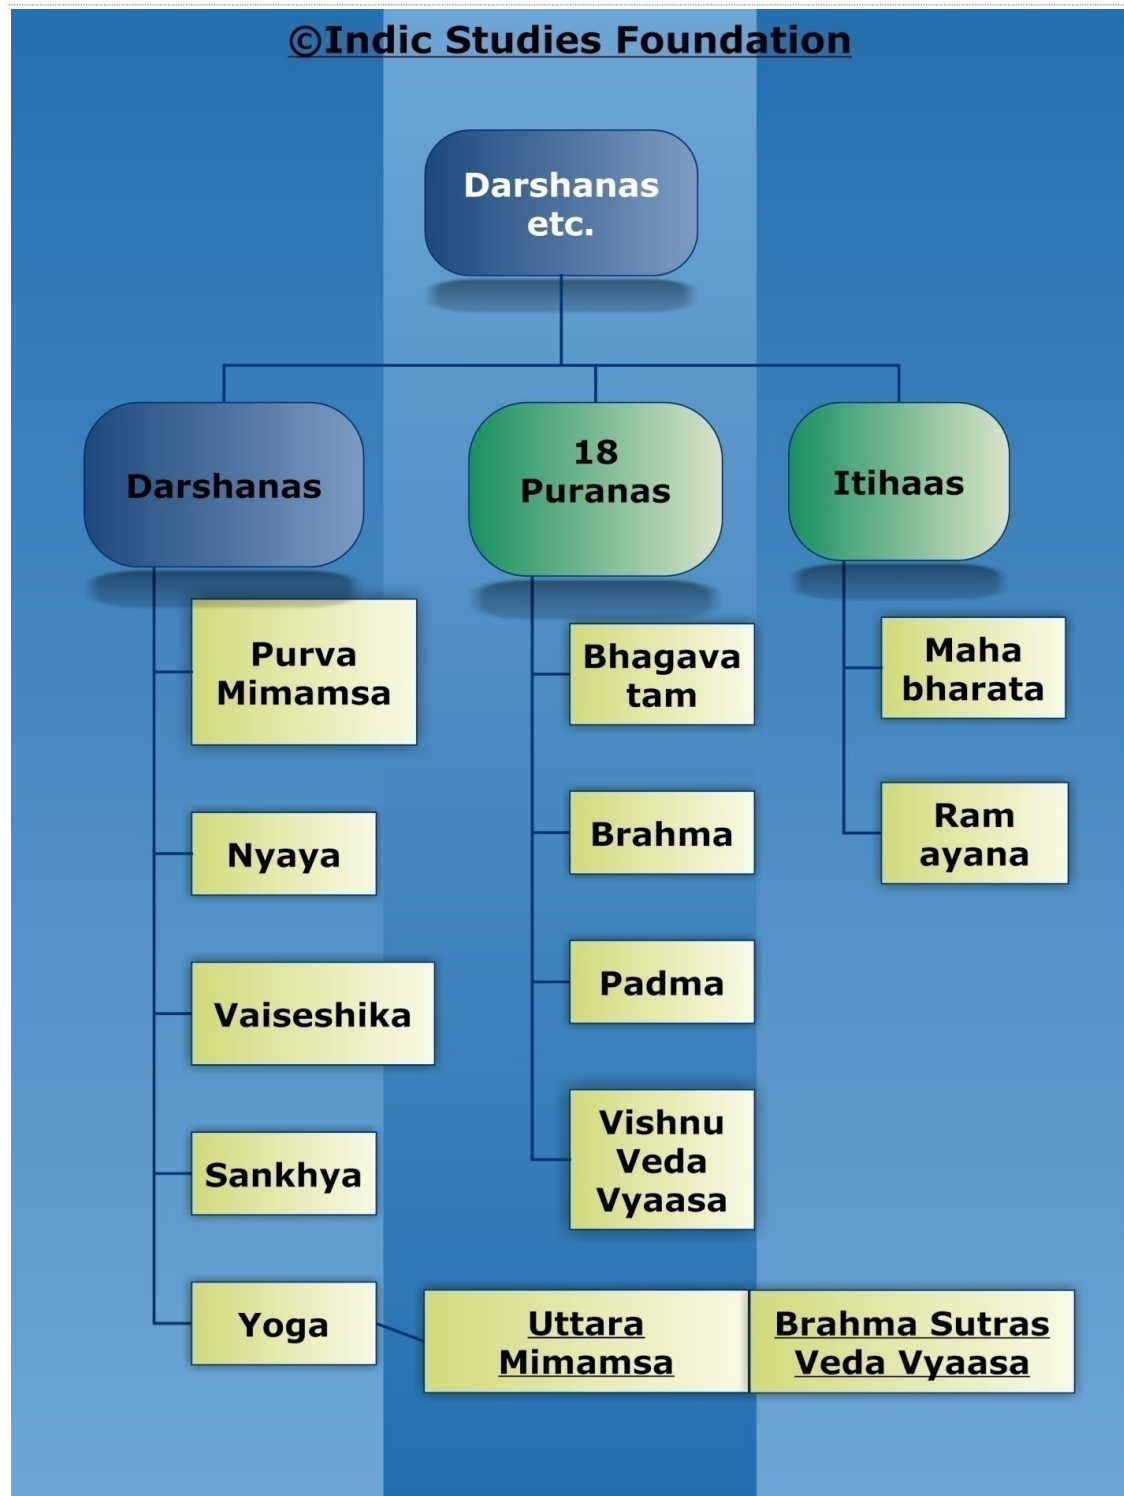 ©Indic Studies Foundation
Darshanas
etc.
Darshanas
18
Puranas
Itihaas
Purva
Mimamsa
Nyaya
Vaiseshika
Sankhya
Yoga
Uttara
Mimamsa
Brahma Sutras
Veda Vyaasa
Bhagava
tam
Brahma
Padma
Vishnu
Veda
Vyaasa
Maha
bharata
Ram
ayana